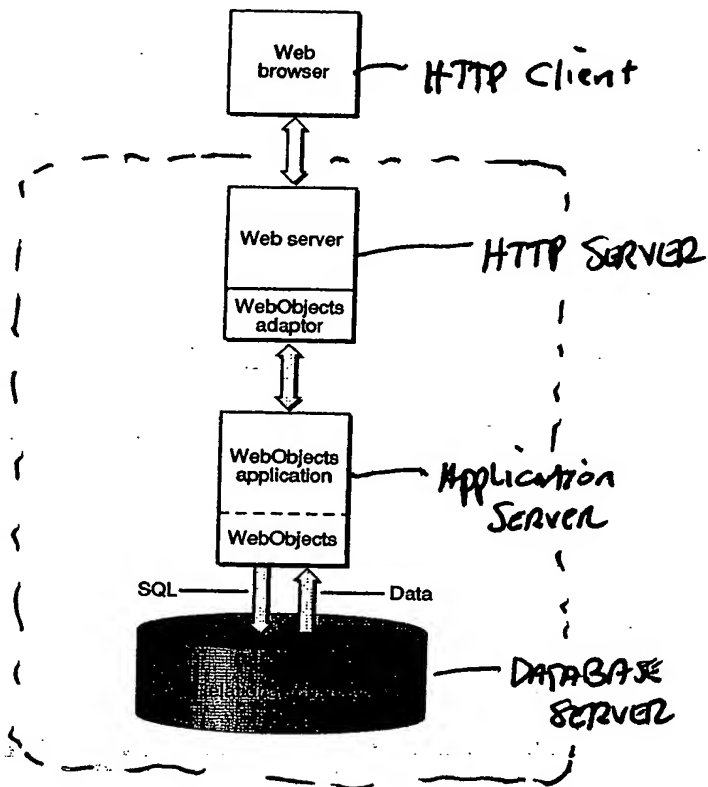 Web
browser
HTTP Client
Web server
HTTP SERVER
WebObjects
adaptor
WebObjects
application
Application
SERVER
WebObjects
SQL
Data
DATABASE
SERVER